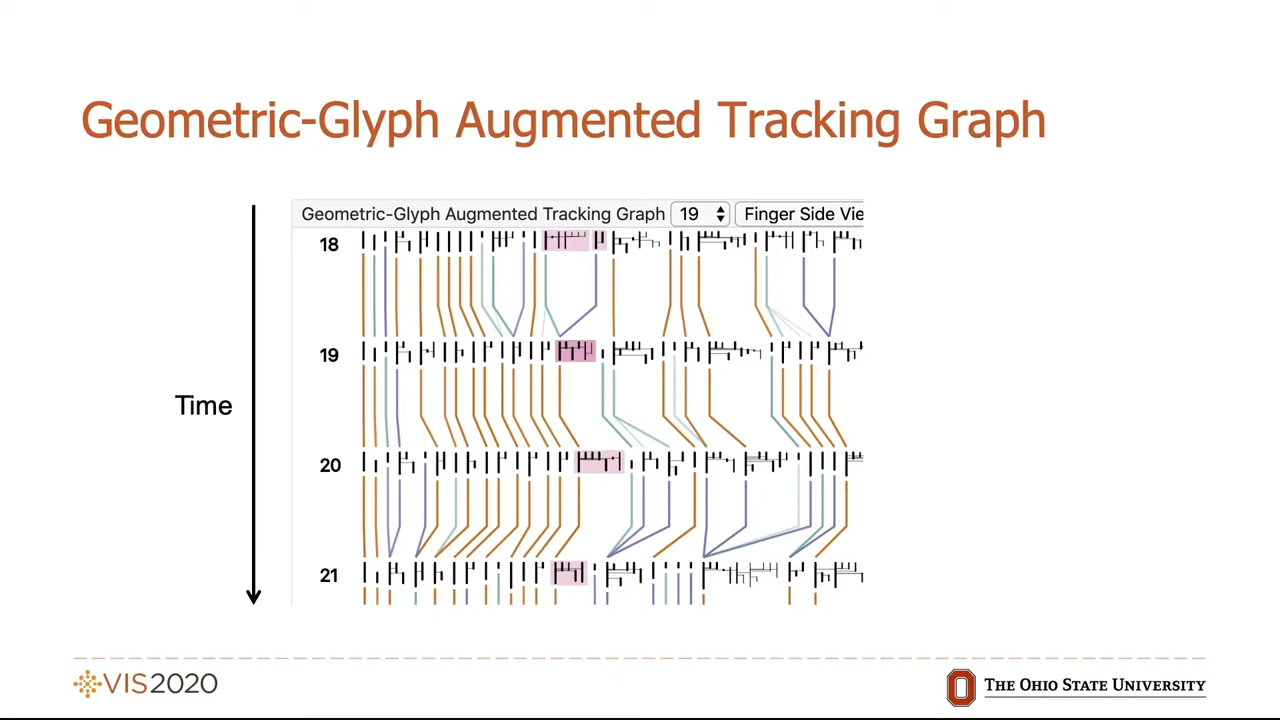 Geometric-Glyph Augmented Tracking Graph
Geometric-Glyph Augmented Tracking Graph 19 Finger Side Vie
18
19
Time
20
21
VIS2020
THE OHIO STATE UNIVERSITY